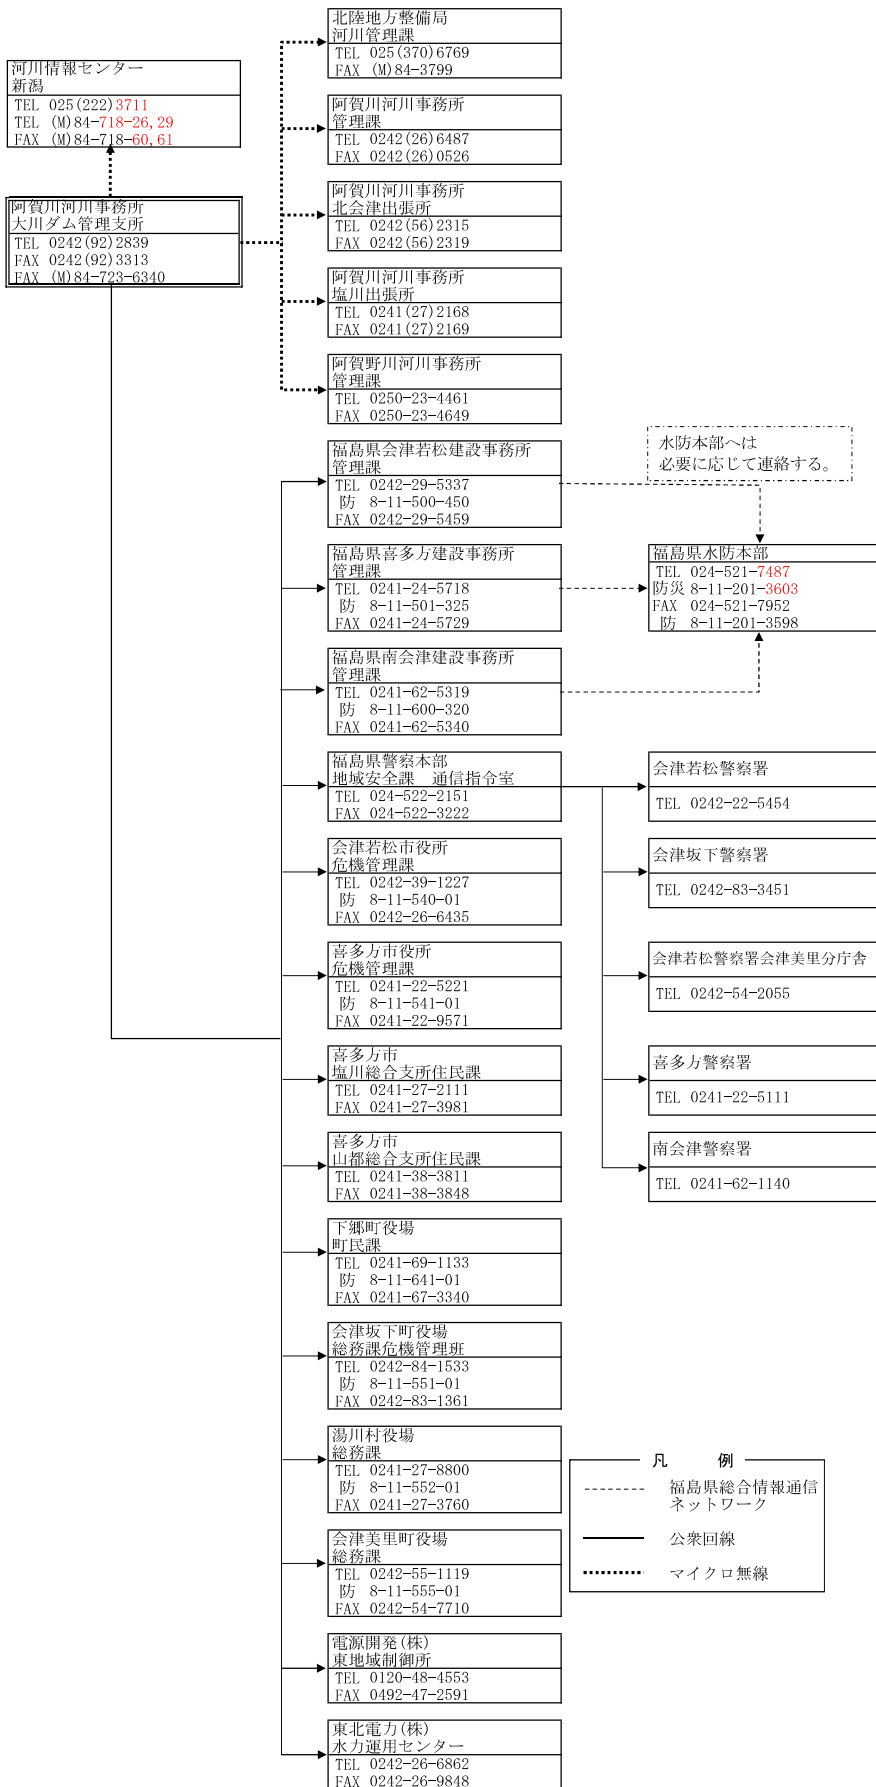 河川情報センター
新潟
TEL 025(222)3711
TEL (M)84-718-26,29
FAX (M)84-718-60,61
阿賀川河川事務所
大川ダム管理支所
TEL 0242(92)2839
FAX 0242(92)3313
FAX (M)84-723-6340
北陸地方整備局
河川管理課
TEL 025(370)6769
FAX (M)84-3799
阿賀川河川事務所
管理課
TEL 0242(26)6487
FAX 0242(26)0526
阿賀川河川事務所
北会津出張所
TEL 0242(56)2315
FAX 0242(56)2319
阿賀川河川事務所
塩川出張所
TEL 0241(27)2168
FAX 0241(27)2169
阿賀野川河川事務所
管理課
TEL 0250-23-4461
FAX 0250-23-4649
福島県会津若松建設事務所
管理課
TEL 0242-29-5337
防 8-11-500-450
FAX 0242-29-5459
福島県喜多方建設事務所
管理課
TEL 0241-24-5718
防 8-11-501-325
FAX 0241-24-5729
福島県南会津建設事務所
管理課
TEL 0241-62-5319
防 8-11-600-320
FAX 0241-62-5340
水防本部へは
必要に応じて連絡する。
福島県水防本部
TEL 024-521-7487
防災 8-11-201-3603
FAX 024-521-7952
防 8-11-201-3598
福島県警察本部
地域安全課 通信指令室
TEL 024-522-2151
FAX 024-522-3222
会津若松警察署
TEL 0242-22-5454
会津坂下警察署
TEL 0242-83-3451
会津若松警察署会津美里分庁舎
TEL 0242-54-2055
喜多方警察署
TEL 0241-22-5111
南会津警察署
TEL 0241-62-1140
会津若松市役所
危機管理課
TEL 0242-39-1227
防 8-11-540-01
FAX 0242-26-6435
喜多方市役所
危機管理課
TEL 0241-22-5221
防 8-11-541-01
FAX 0241-22-9571
喜多方市
塩川総合支所住民課
TEL 0241-27-2111
FAX 0241-27-3981
喜多方市
山都総合支所住民課
TEL 0241-38-3811
FAX 0241-38-3848
下郷町役場
町民課
TEL 0241-69-1133
防 8-11-641-01
FAX 0241-67-3340
会津坂下町役場
総務課危機管理班
TEL 0242-84-1533
防 8-11-551-01
FAX 0242-83-1361
湯川村役場
総務課
TEL 0241-27-8800
防 8-11-552-01
FAX 0241-27-3760
会津美里町役場
総務課
TEL 0242-55-1119
防 8-11-555-01
FAX 0242-54-7710
電源開発(株)
東地域制御所
TEL 0120-48-4553
FAX 0492-47-2591
東北電力(株)
水力運用センター
TEL 0242-26-6862
FAX 0242-26-9848
凡 例
福島県総合情報通信
ネットワーク
公衆回線
マイクロ無線